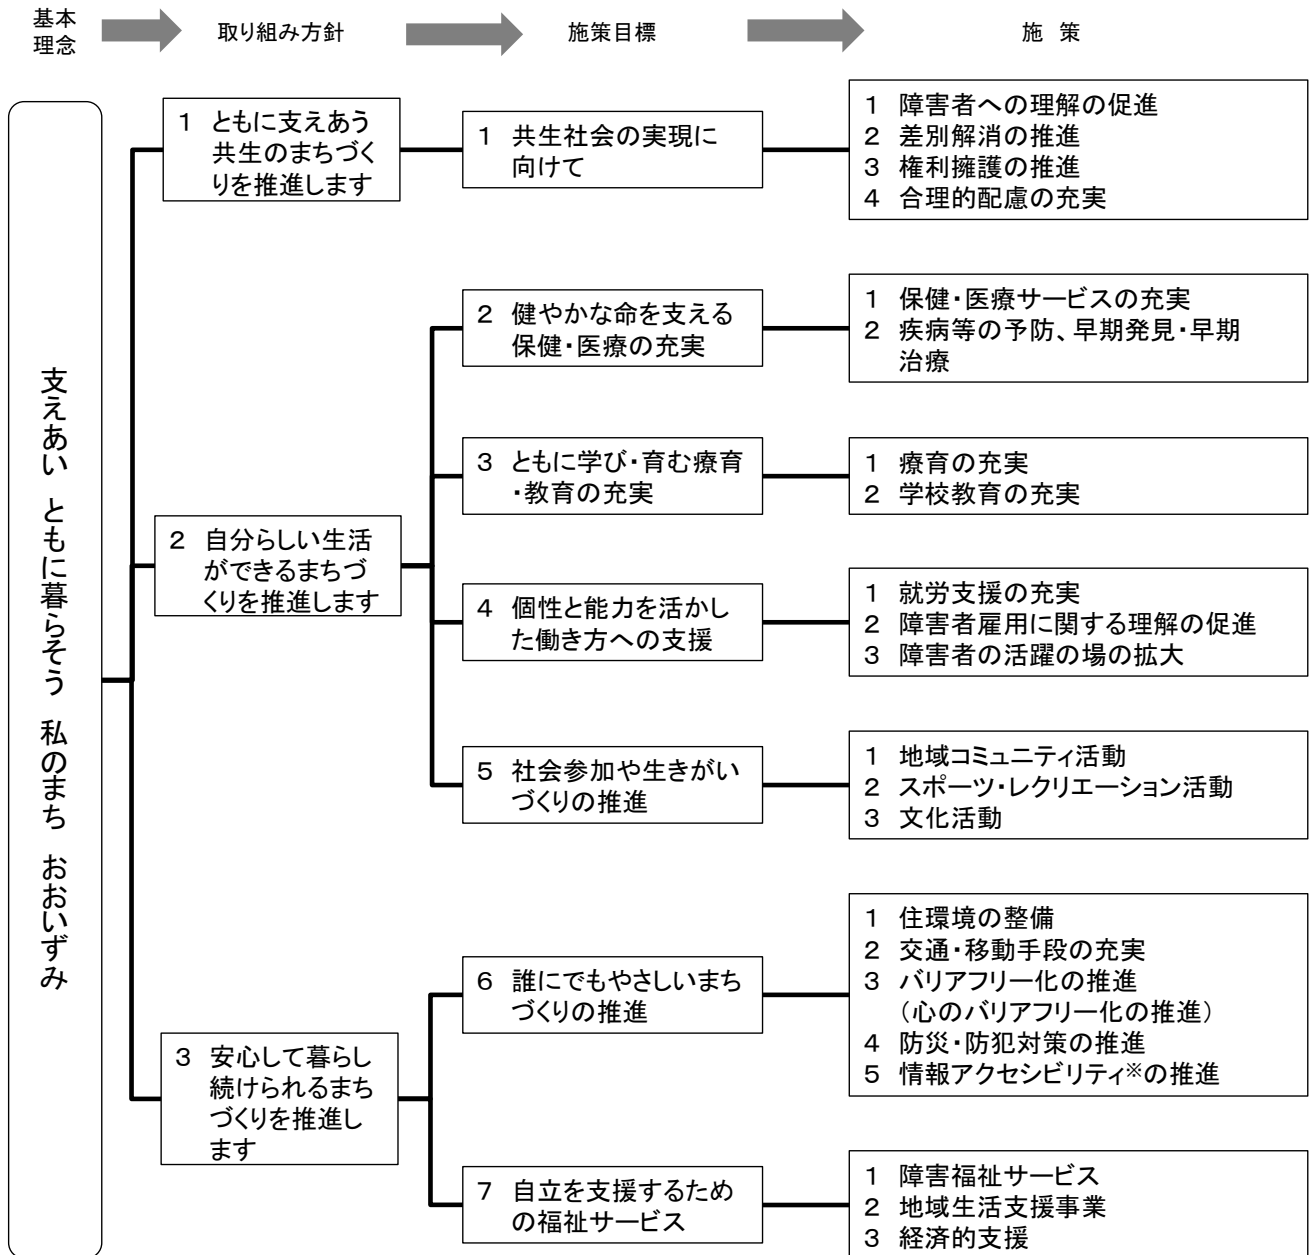 基本
理念
取り組み方針
施策目標
施 策
支えあい ともに暮らそう 私のまち おおいずみ
1 ともに支えあう
共生のまちづく
りを推進します
1 共生社会の実現に
向けて
1 障害者への理解の促進
2 差別解消の推進
3 権利擁護の推進
4 合理的配慮の充実
2 自分らしい生活
ができるまちづ
くりを推進します
2 健やかな命を支える
保健・医療の充実
1 保健・医療サービスの充実
2 疾病等の予防、早期発見・早期
治療
3 ともに学び・育む療育
・教育の充実
1 療育の充実
2 学校教育の充実
4 個性と能力を活かし
た働き方への支援
1 就労支援の充実
2 障害者雇用に関する理解の促進
3 障害者の活躍の場の拡大
5 社会参加や生きがい
づくりの推進
1 地域コミュニティ活動
2 スポーツ・レクリエーション活動
3 文化活動
3 安心して暮らし
続けられるまち
づくりを推進し
ます
6 誰にでもやさしいまち
づくりの推進
1 住環境の整備
2 交通・移動手段の充実
3 バリアフリー化の推進
（心のバリアフリー化の推進）
4 防災・防犯対策の推進
5 情報アクセシビリティ※の推進
7 自立を支援するため
の福祉サービス
1 障害福祉サービス
2 地域生活支援事業
3 経済的支援